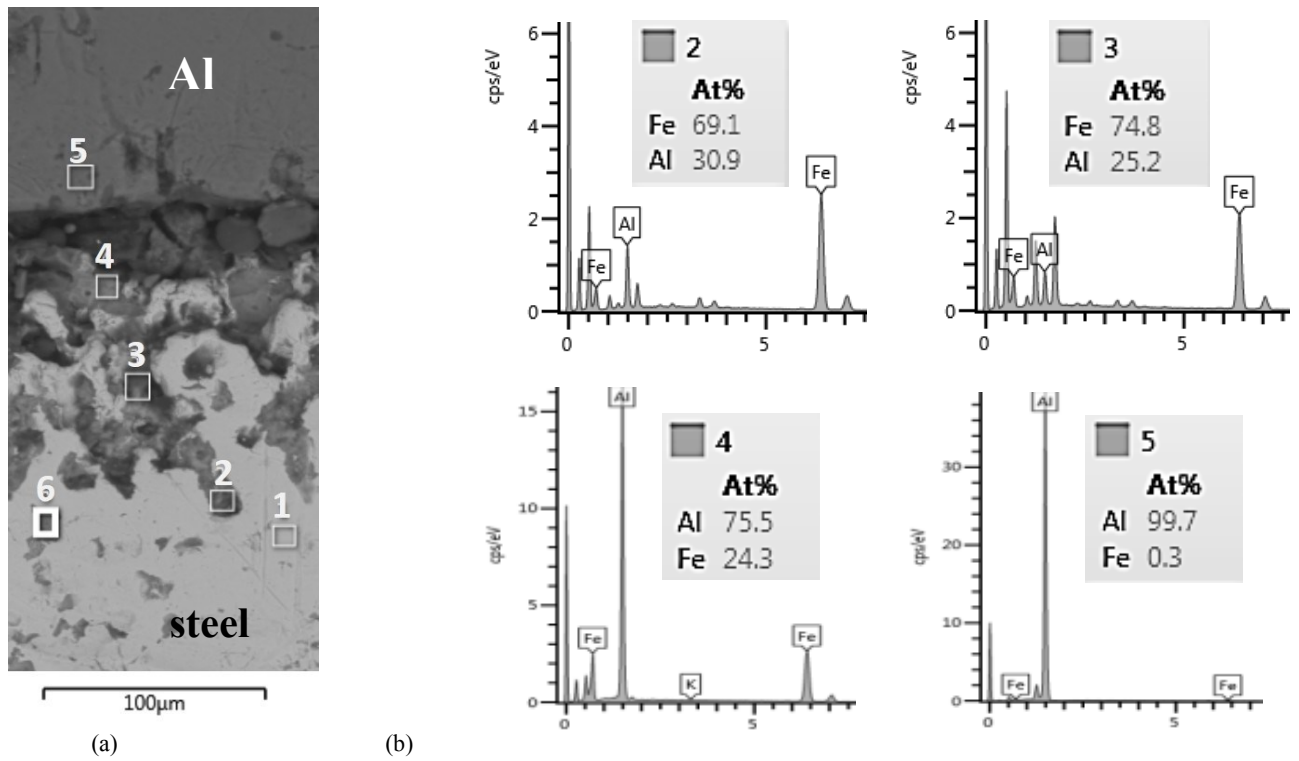 Al
5
4
3
2
1
6
steel
100μm
(a)
(b)
cps/eV
6
4
2
0
0
5
2
At%
Fe 69.1
Al 30.9
Fe
Al
Fe
cps/eV
6
4
2
0
0
5
3
At%
Fe 74.8
Al 25.2
Fe
Al
Fe
cps/eV
15
10
5
0
0
5
4
At%
Al 75.5
Fe 24.3
Al
Fe
K
Fe
cps/eV
30
20
10
0
0
5
5
At%
Al 99.7
Fe 0.3
Al
Fe
Fe